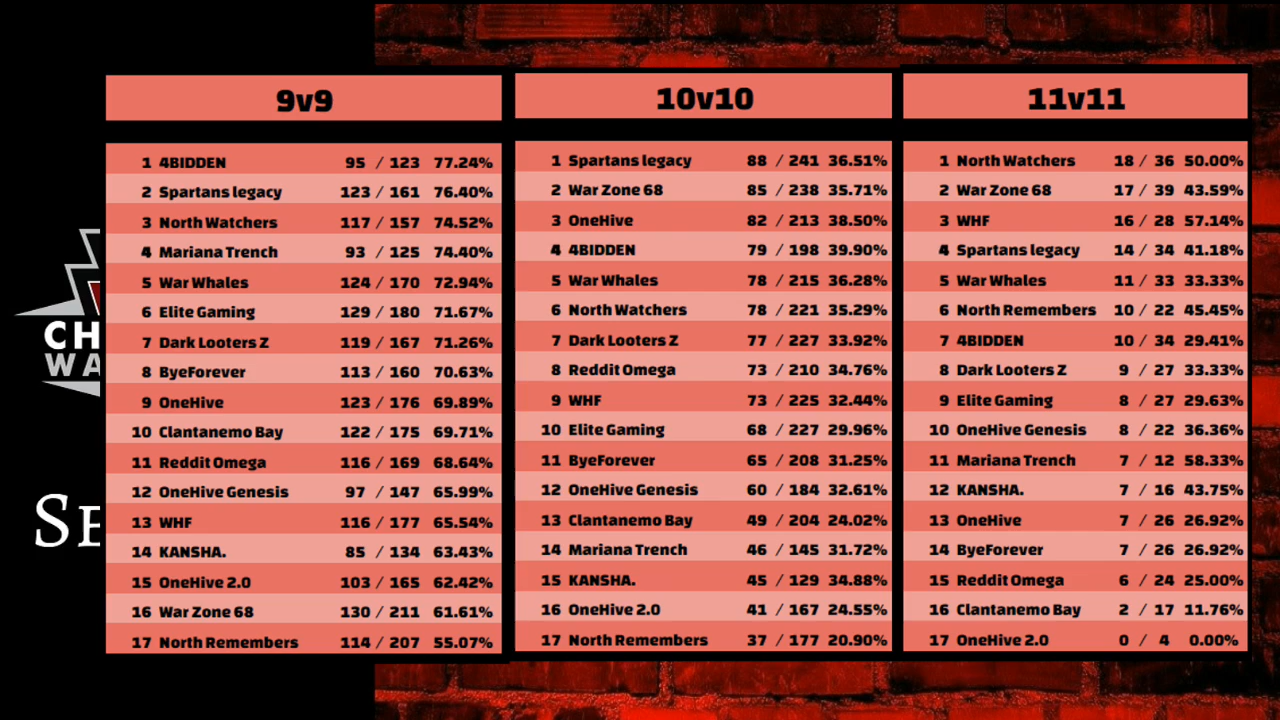 9v9
1 4BIDDEN 95 / 123 77.24%
2 Spartans legacy 123 / 161 76.40%
3 North Watchers 117 / 157 74.52%
4 Mariana Trench 93 / 125 74.40%
5 War Whales 124 / 170 72.94%
6 Elite Gaming 129 / 180 71.67%
7 Dark Looters Z 119 / 167 71.26%
8 ByeForever 113 / 160 70.63%
9 OneHive 123 / 176 69.89%
10 Clantanemo Bay 122 / 175 69.71%
11 Reddit Omega 116 / 169 68.64%
12 OneHive Genesis 97 / 147 65.99%
13 WHF 116 / 177 65.54%
14 KANSHA. 85 / 134 63.43%
15 OneHive 2.0 103 / 165 62.42%
16 War Zone 68 130 / 211 61.61%
17 North Remembers 114 / 207 55.07%
10v10
1 Spartans legacy 88 / 241 36.51%
2 War Zone 68 85 / 238 35.71%
3 OneHive 82 / 213 38.50%
4 4BIDDEN 79 / 198 39.90%
5 War Whales 78 / 215 36.28%
6 North Watchers 78 / 221 35.29%
7 Dark Looters Z 77 / 227 33.92%
8 Reddit Omega 73 / 210 34.76%
9 WHF 73 / 225 32.44%
10 Elite Gaming 68 / 227 29.96%
11 ByeForever 65 / 208 31.25%
12 OneHive Genesis 60 / 184 32.61%
13 Clantanemo Bay 49 / 204 24.02%
14 Mariana Trench 46 / 145 31.72%
15 KANSHA. 45 / 129 34.88%
16 OneHive 2.0 41 / 167 24.55%
17 North Remembers 37 / 177 20.90%
11v11
1 North Watchers 18 / 36 50.00%
2 War Zone 68 17 / 39 43.59%
3 WHF 16 / 28 57.14%
4 Spartans legacy 14 / 34 41.18%
5 War Whales 11 / 33 33.33%
6 North Remembers 10 / 22 45.45%
7 4BIDDEN 10 / 34 29.41%
8 Dark Looters Z 9 / 27 33.33%
9 Elite Gaming 8 / 27 29.63%
10 OneHive Genesis 8 / 22 36.36%
11 Mariana Trench 7 / 12 58.33%
12 KANSHA. 7 / 16 43.75%
13 OneHive 7 / 26 26.92%
14 ByeForever 7 / 26 26.92%
15 Reddit Omega 6 / 24 25.00%
16 Clantanemo Bay 2 / 17 11.76%
17 OneHive 2.0 0 / 4 0.00%
CH
WA